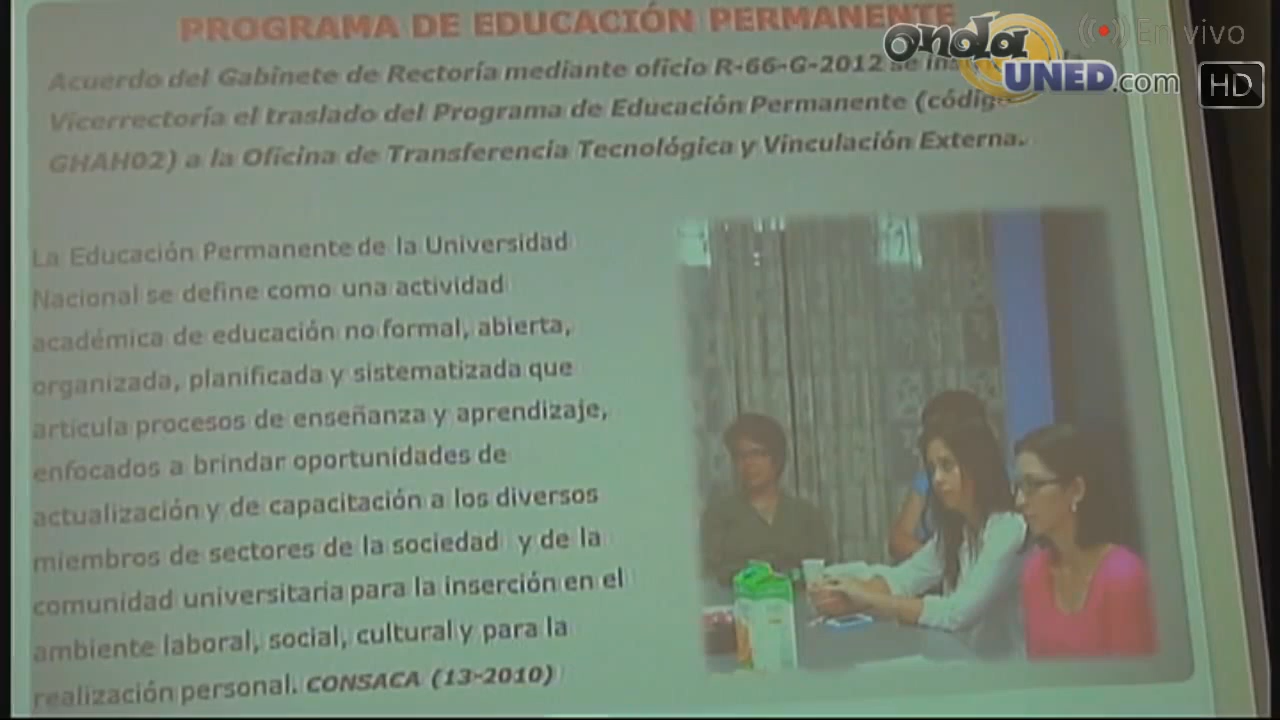 PROGRAMA DE EDUCACIÓN PERMANENTE
Acuerdo del Gabinete de Rectoría mediante oficio R-66-G-2012 se
Vicerrectoría el traslado del Programa de Educación Permanente (código
GHAH02) a la Oficina de Transferencia Tecnológica y Vinculación Externa.
La Educación Permanente de la Universidad
Nacional se define como una actividad
académica de educación no formal, abierta,
organizada, planificada y sistematizada que
articula procesos de enseñanza y aprendizaje,
enfocados a brindar oportunidades de
actualización y de capacitación a los diversos
miembros de sectores de la sociedad y de la
comunidad universitaria para la inserción en el
ambiente laboral, social, cultural y para la
realización personal. CONSACA (13-2010)
onda
UNED.com
En vivo
HD